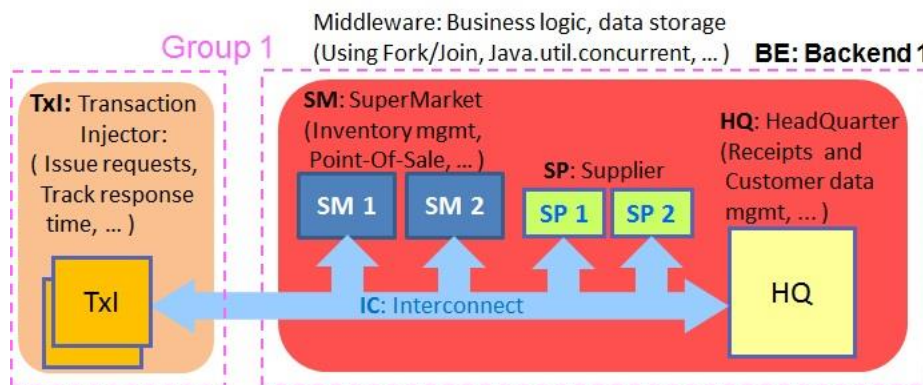 Middleware: Business logic, data storage
Group 1
(Using Fork/Join, Java.util.concurrent, ... )
BE: Backend 1
TxI: Transaction
Injector:
( Issue requests,
Track response
time, ... )
TxI
SM: SuperMarket
(Inventory mgmt,
Point-Of-Sale, ... )
SM 1
SM 2
SP: Supplier
SP 1
SP 2
HQ: HeadQuarter
(Receipts and
Customer data
mgmt, ... )
HQ
IC: Interconnect